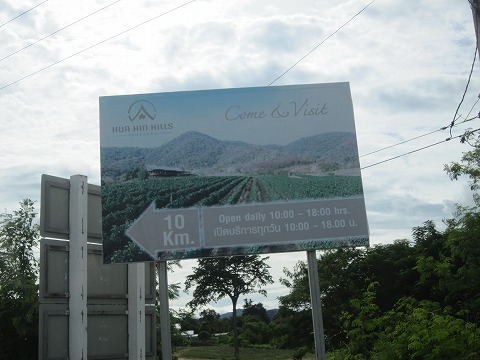 HUA HIN HILLS
Come & Visit
10
Km.
Open daily 10:00 - 18:00 hrs.
เปิดบริการทุกวัน 10:00 - 18.00 น.